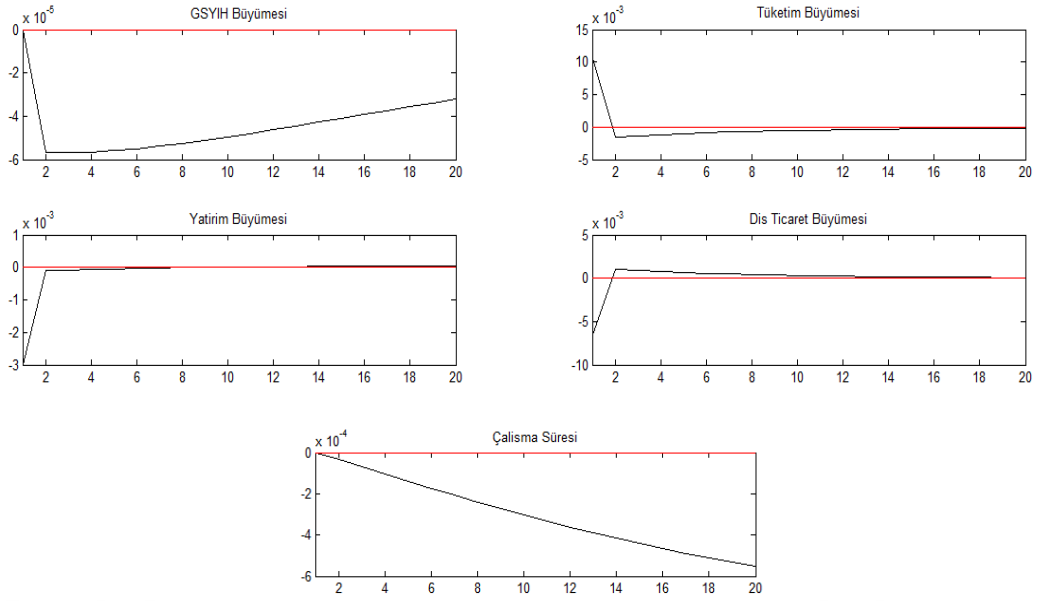 GSYIH Büyümesi
x 10^-5
0
-2
-4
-6
2 4 6 8 10 12 14 16 18 20
Tüketim Büyümesi
x 10^-3
15
10
5
0
-5
2 4 6 8 10 12 14 16 18 20
Yatirim Büyümesi
x 10^-3
1
0
-1
-2
-3
2 4 6 8 10 12 14 16 18 20
Dis Ticaret Büyümesi
x 10^-3
5
0
-5
-10
2 4 6 8 10 12 14 16 18 20
Çalisma Süresi
x 10^-4
0
-2
-4
-6
2 4 6 8 10 12 14 16 18 20